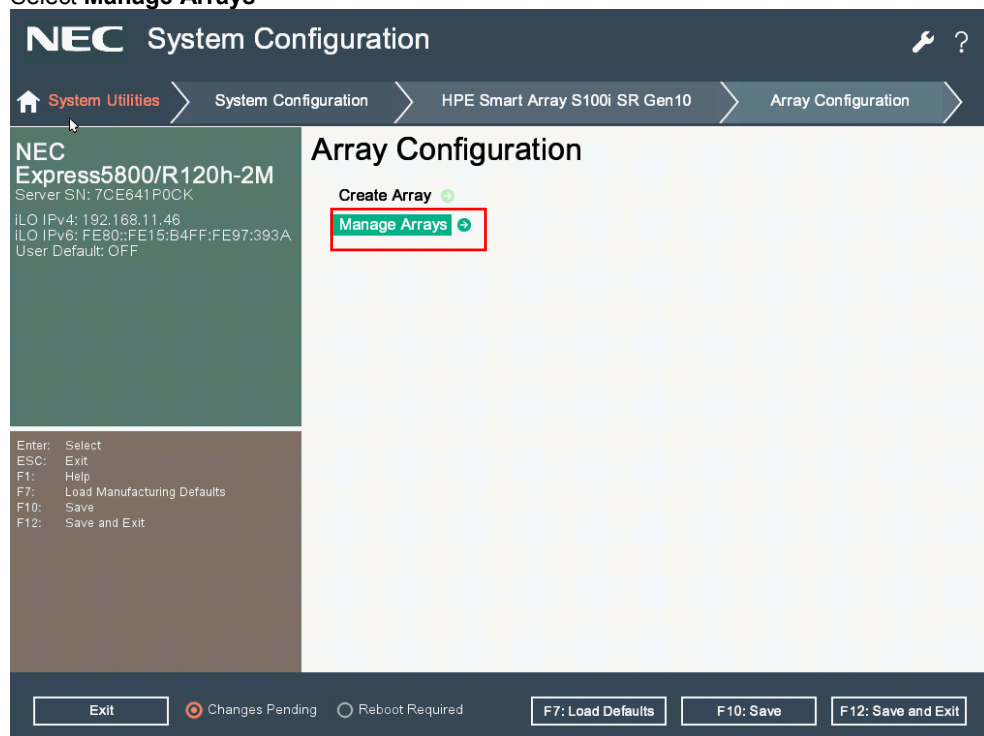 Select Manage Arrays
NEC System Configuration
?
System Utilities
System Configuration
HPE Smart Array S100i SR Gen10
Array Configuration
NEC
Express5800/R120h-2M
Server SN: 7CE641P0CK
iLO IPv4: 192.168.11.46
iLO IPv6: FE80::FE15:B4FF:FE97:393A
User Default: OFF
Array Configuration
Create Array
Manage Arrays
Enter: Select
ESC: Exit
F1: Help
F7: Load Manufacturing Defaults
F10: Save
F12: Save and Exit
Exit
Changes Pending
Reboot Required
F7: Load Defaults
F10: Save
F12: Save and Exit